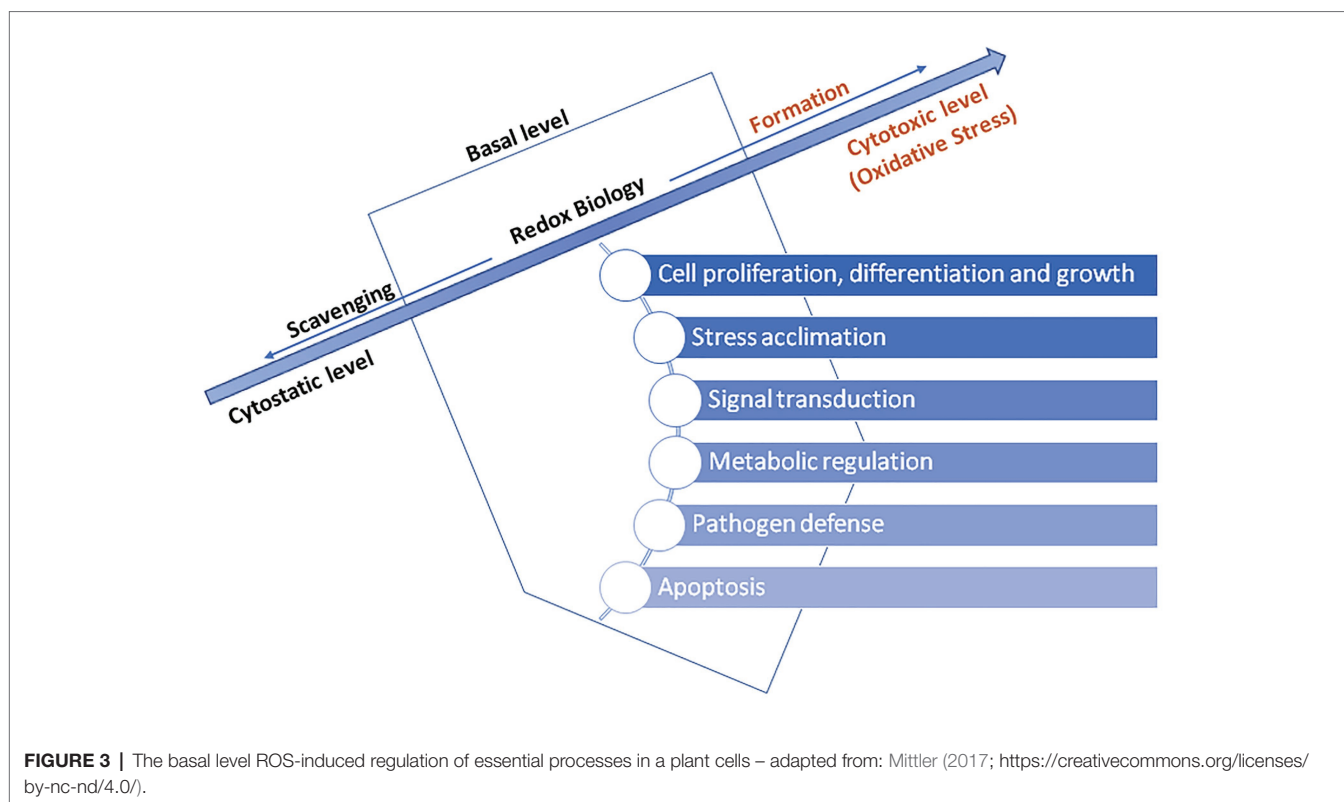 Basal level
Formation
Cytotoxic level
(Oxidative Stress)
Redox Biology
Scavenging
Cytostatic level
Cell proliferation, differentiation and growth
Stress acclimation
Signal transduction
Metabolic regulation
Pathogen defense
Apoptosis
FIGURE 3 | The basal level ROS-induced regulation of essential processes in a plant cells – adapted from: Mittler (2017; https://creativecommons.org/licenses/
by-nc-nd/4.0/).